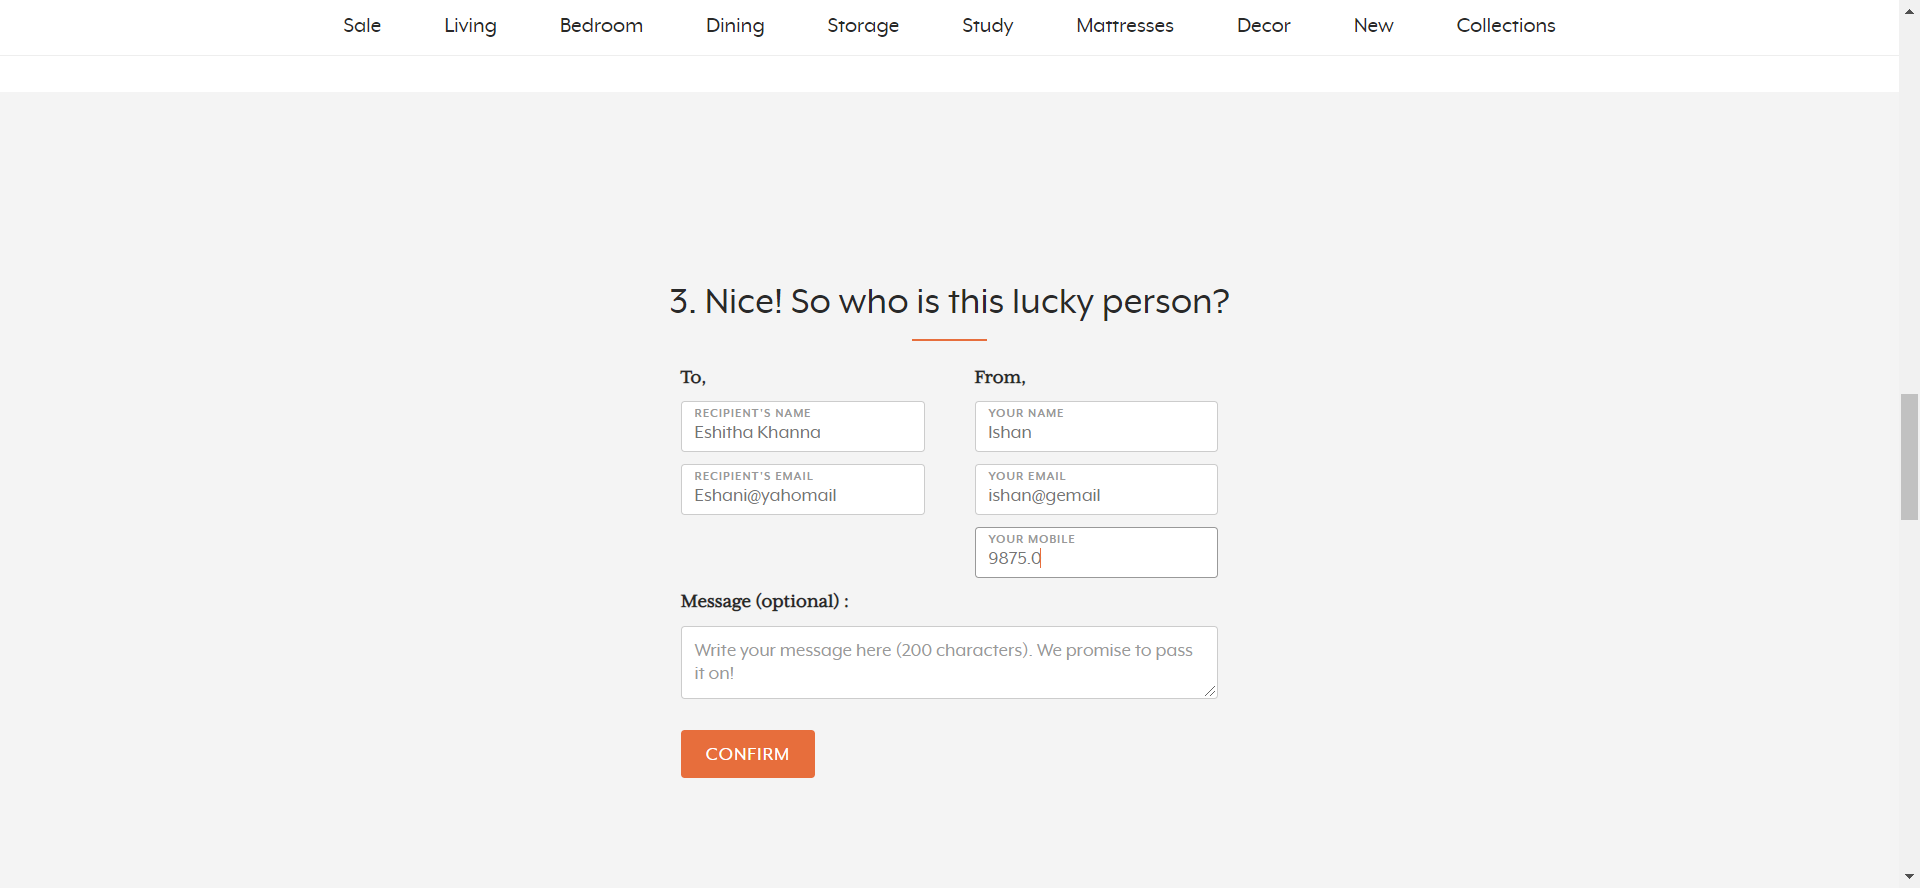 Sale Living Bedroom Dining Storage Study Mattresses Decor New Collections
3. Nice! So who is this lucky person?
To,
RECIPIENT'S NAME
Eshitha Khanna
RECIPIENT'S EMAIL
Eshani@yahomail
From,
YOUR NAME
Ishan
YOUR EMAIL
ishan@gemail
YOUR MOBILE
9875.0
Message (optional) :
Write your message here (200 characters). We promise to pass
it on!
CONFIRM